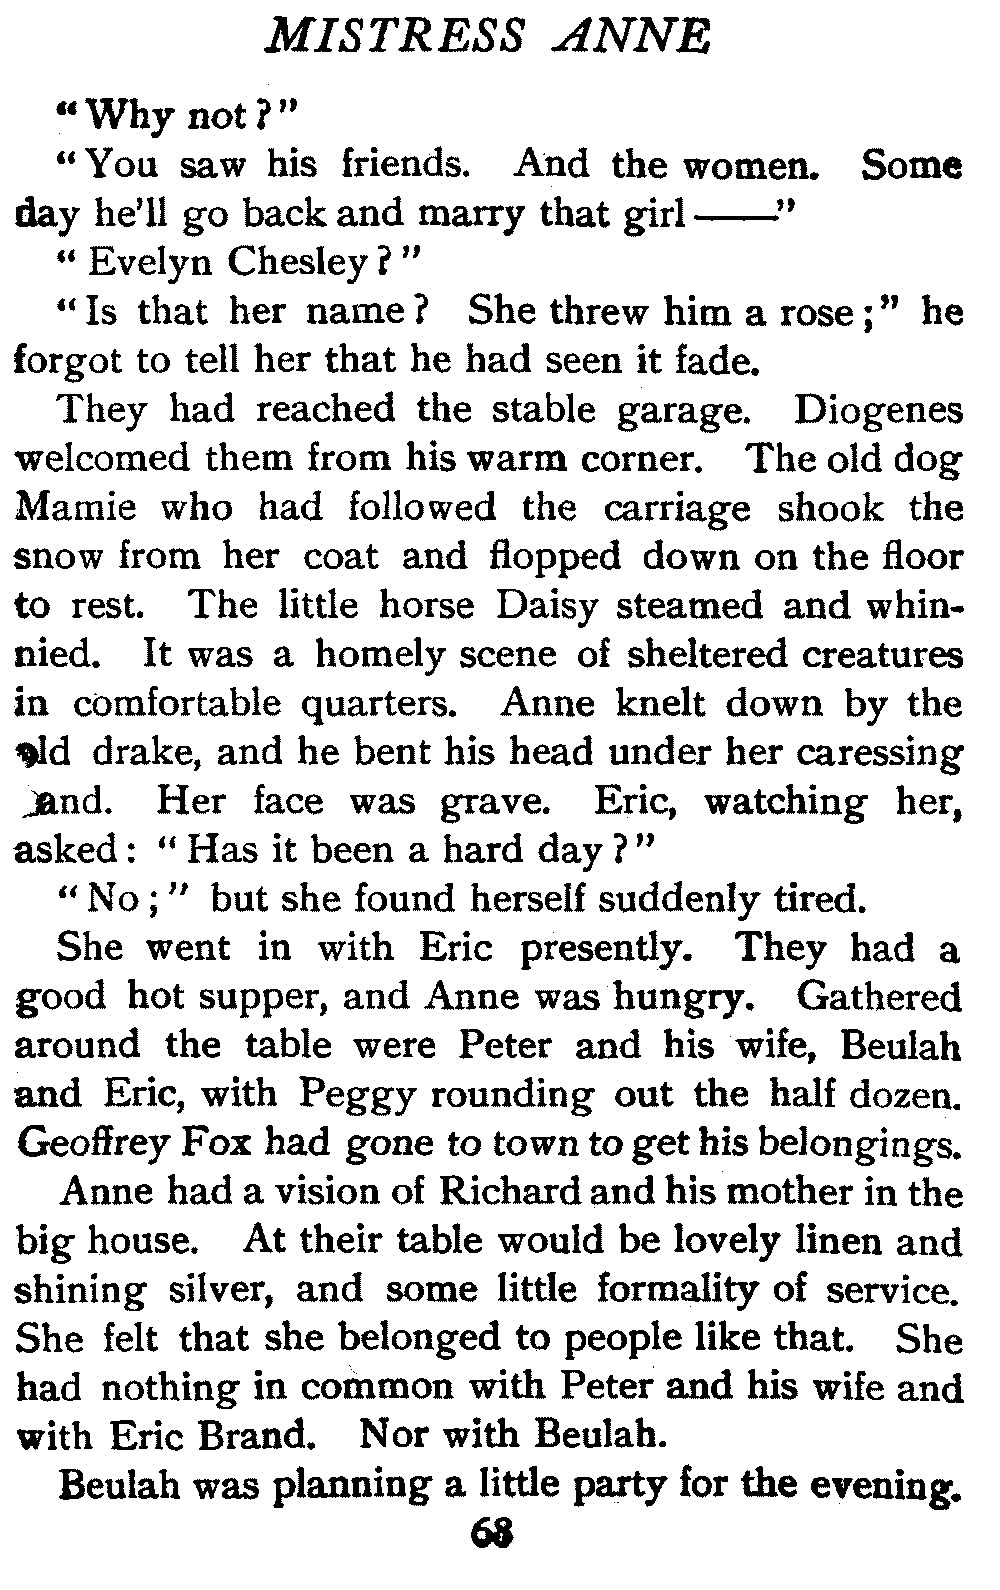 MISTRESS ANNE
"Why not?"
"You saw his friends. And the women. Some
day he'll go back and marry that girl——"
"Evelyn Chesley?"
"Is that her name? She threw him a rose;" he
forgot to tell her that he had seen it fade.
They had reached the stable garage. Diogenes
welcomed them from his warm corner. The old dog
Mamie who had followed the carriage shook the
snow from her coat and flopped down on the floor
to rest. The little horse Daisy steamed and whin-
nied. It was a homely scene of sheltered creatures
in comfortable quarters. Anne knelt down by the
old drake, and he bent his head under her caressing
hand. Her face was grave. Eric, watching her,
asked: "Has it been a hard day?"
"No;" but she found herself suddenly tired.
She went in with Eric presently. They had a
good hot supper, and Anne was hungry. Gathered
around the table were Peter and his wife, Beulah
and Eric, with Peggy rounding out the half dozen.
Geoffrey Fox had gone to town to get his belongings.
Anne had a vision of Richard and his mother in the
big house. At their table would be lovely linen and
shining silver, and some little formality of service.
She felt that she belonged to people like that. She
had nothing in common with Peter and his wife and
with Eric Brand. Nor with Beulah.
Beulah was planning a little party for the evening.
68